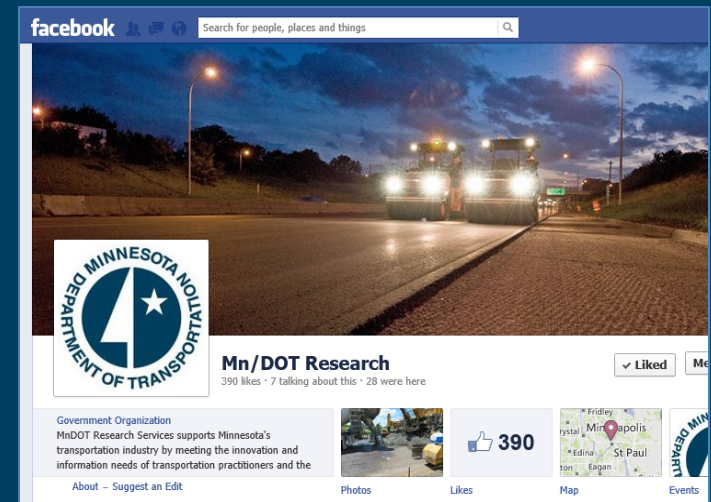 facebook
Search for people, places and things
MINNESOTA DEPARTMENT OF TRANSPORTATION
Mn/DOT Research
390 likes · 7 talking about this · 28 were here
✓ Liked
Me
Government Organization
MnDOT Research Services supports Minnesota's
transportation industry by meeting the innovation and
information needs of transportation practitioners and the
About – Suggest an Edit
390
Fridley
rystal
Minneapolis
Edina
St Paul
ton
Eagan
Photos
Likes
Map
Events